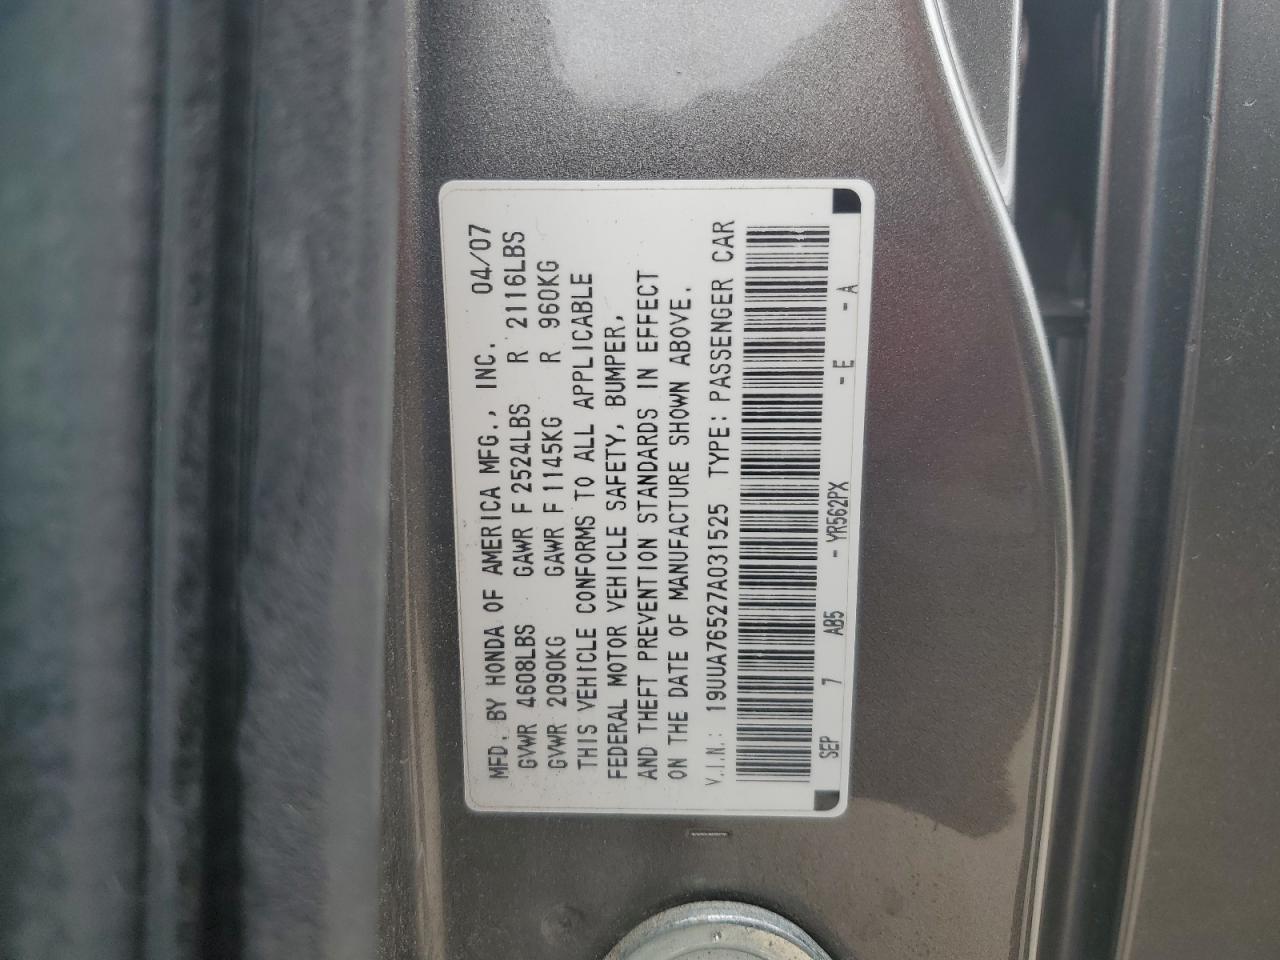 MFD. BY HONDA OF AMERICA MFG., INC. 04/07
GVWR 4608LBS GAWR F 2524LBS R 2116LBS
GVWR 2090KG GAWR F 1145KG R 960KG
THIS VEHICLE CONFORMS TO ALL APPLICABLE
FEDERAL MOTOR VEHICLE SAFETY, BUMPER,
AND THEFT PREVENTION STANDARDS IN EFFECT
ON THE DATE OF MANUFACTURE SHOWN ABOVE.
V.I.N.: 19UUA76527A031525 TYPE: PASSENGER CAR
SEP 7 AB5 - YR562PX - E - A